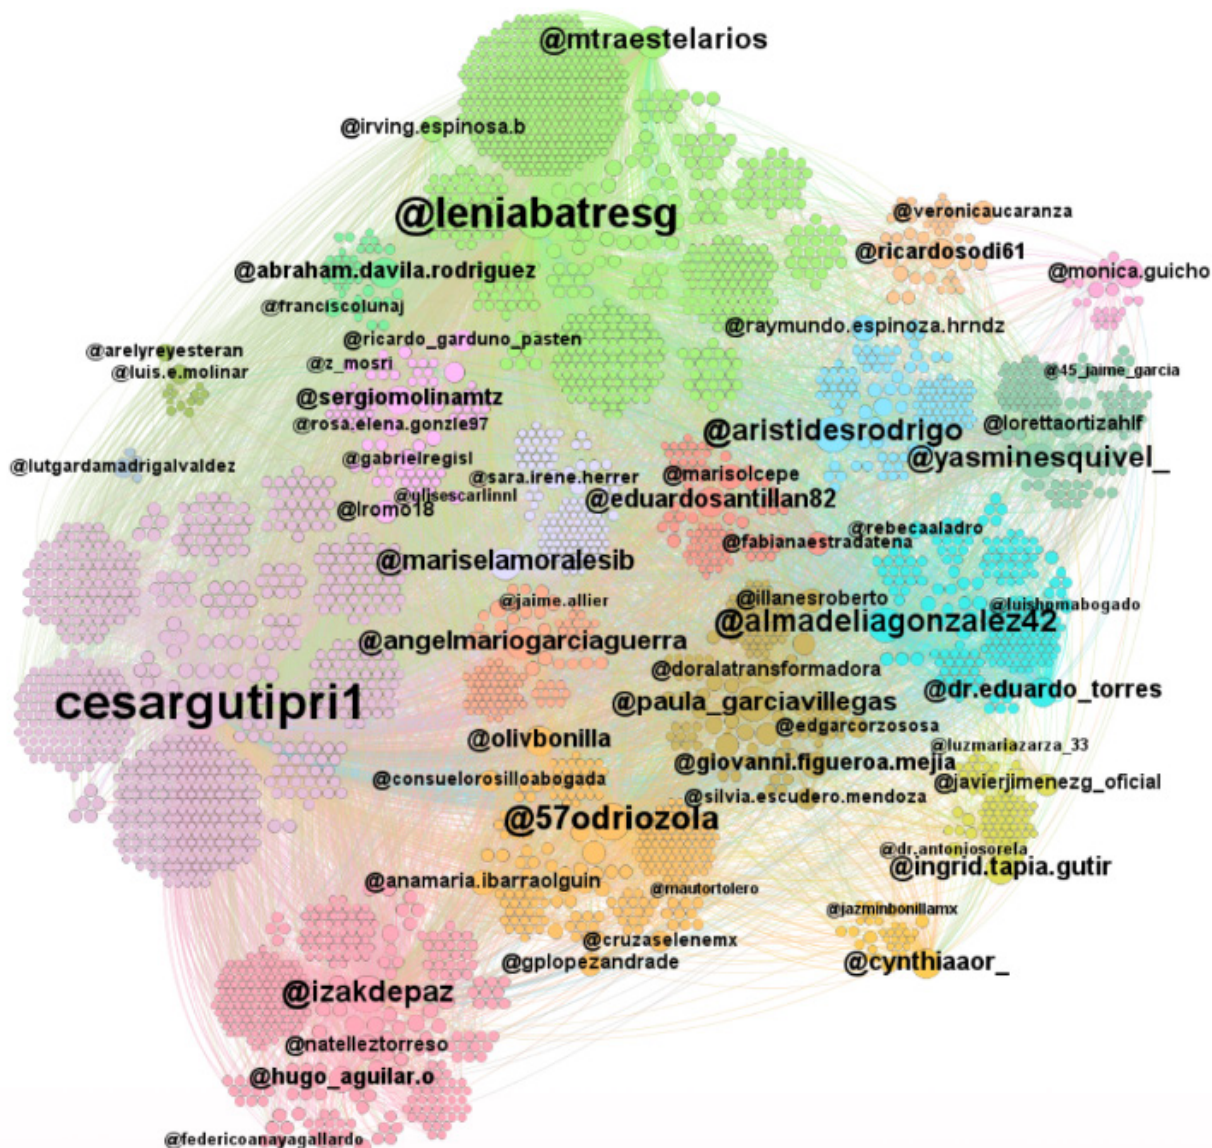 @mtraestelarios
@irving.espinosa.b
@leniabatresg
@veronicaucaranza
@ricardosodi61
@abraham.davila.rodriguez
@monica.guicho
@franciscolunaj
@raymundo.espinoza.hrndz
@ricardo_garduno_pasten
@arelyreyesteran
@z_mosri
@luis.e.molinar
@45_jaime_garcia
@sergiomolinamtz
@rosa.elena.gonzle97
@lorettaortizahlf
@aristidesrodrigo
@gabrielregisl
@yasminesquivel_
@lutgardamadrigalvaldez
@sara.irene.herrer
@marisolcepe
@ulisescarlinnl
@eduardosantillan82
@lromo18
@rebecaaladro
@fabianaestradatena
@mariselamoralesib
@jaime.allier
@illanesroberto
@luishpmabogado
@almadeliagonzalez42
@angelmariogarciaguerra
@doralatransformadora
@dr.eduardo_torres
cesargutipri1
@paula_garciavillegas
@edgarcorzososa
@olivbonilla
@luzmariazarza_33
@giovanni.figueroa.mejia
@consuelorosilloabogada
@javierjimenezg_oficial
@silvia.escudero.mendoza
@57odriozola
@dr.antoniosorela
@ingrid.tapia.gutir
@anamaria.ibarraolguin
@mautortolero
@jazminbonillamx
@cruzaselenemx
@gplopezandrade
@cynthiaaor_
@izakdepaz
@natelleztorreso
@hugo_aguilar.o
@federicoanayagallardo